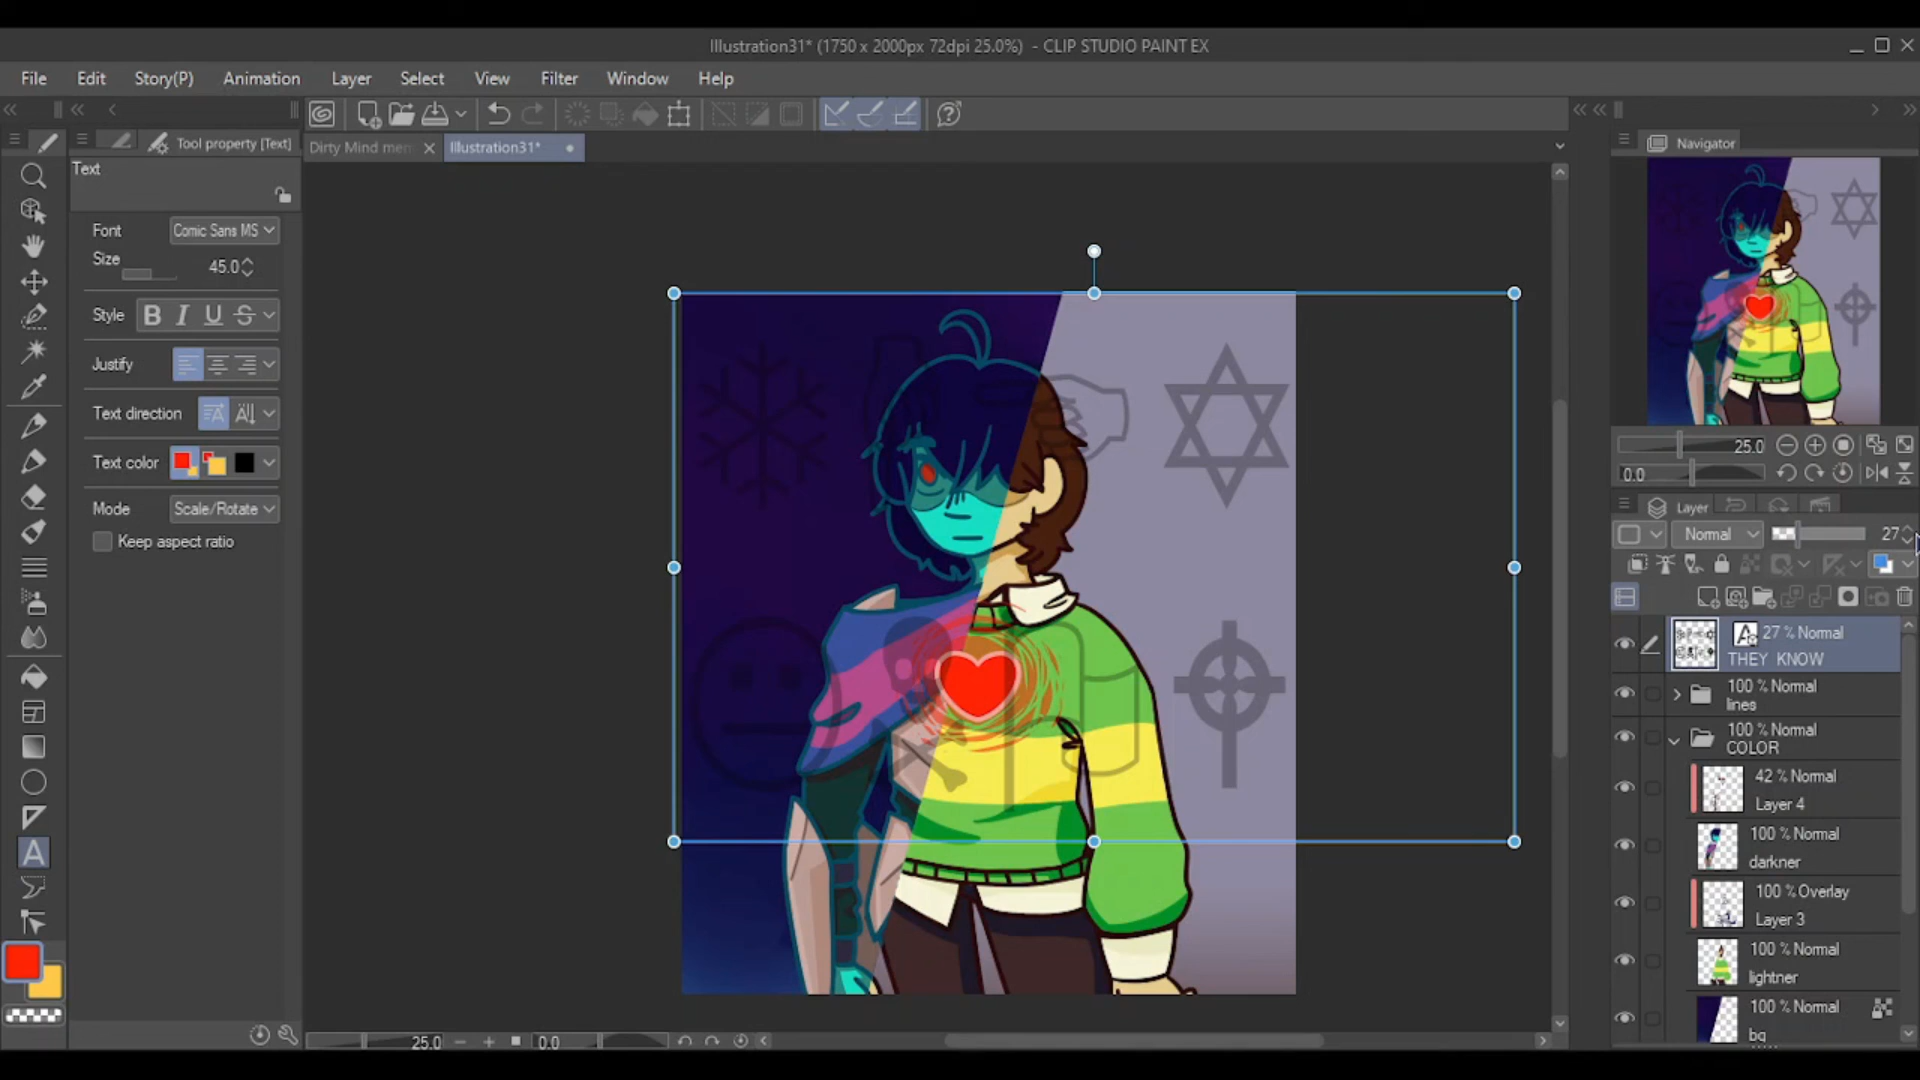 Illustration31* (1750 x 2000px 72dpi 25.0%) - CLIP STUDIO PAINT EX
File Edit Story(P) Animation Layer Select View Filter Window Help
Tool property [Text]
Dirty Mind mem
Illustration31*
Navigator
Text
Font Comic Sans MS
Size 45.0
Style B I U S
Justify
Text direction
Text color
Mode Scale/Rotate
Keep aspect ratio
25.0
0.0
Layer
Normal 27
27 % Normal
THEY KNOW
100 % Normal
lines
100 % Normal
COLOR
42 % Normal
Layer 4
100 % Normal
darkner
100 % Overlay
Layer 3
100 % Normal
lightner
100 % Normal
bg
25.0 0.0